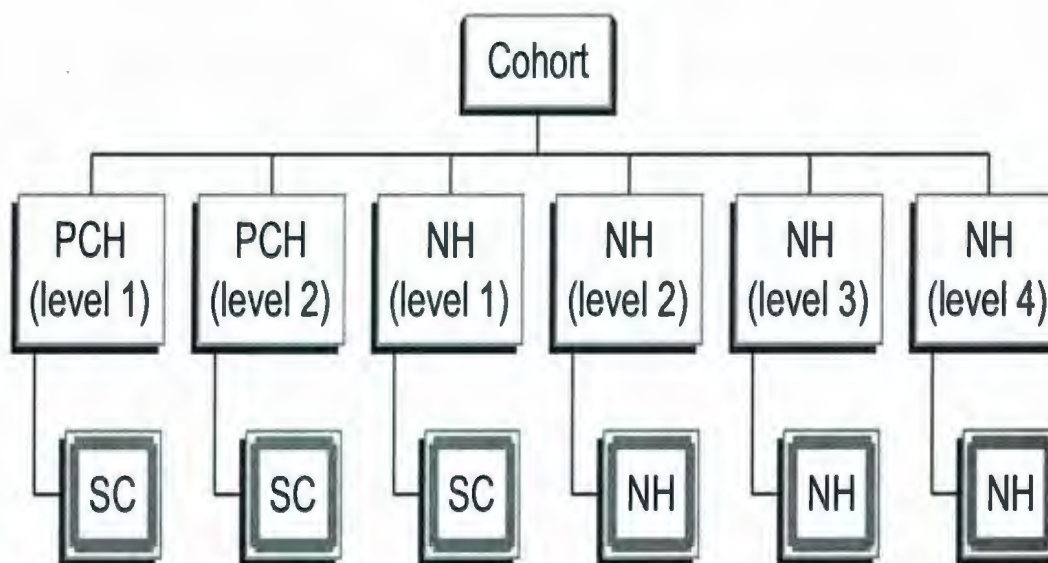 Cohort
PCH
(level 1)
PCH
(level 2)
NH
(level 1)
NH
(level 2)
NH
(level 3)
NH
(level 4)
SC
SC
SC
NH
NH
NH